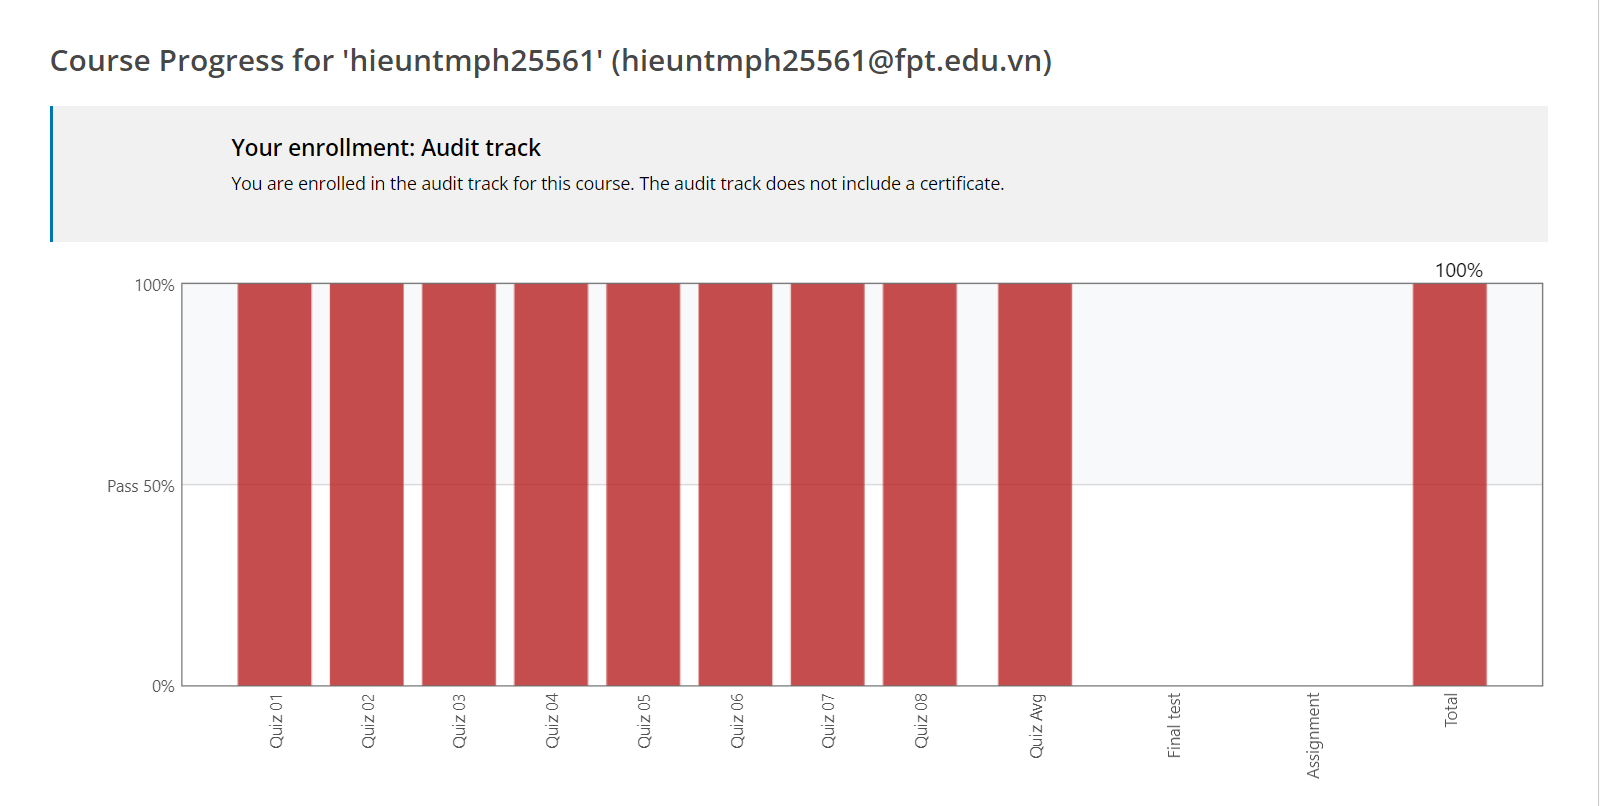 Course Progress for 'hieuntmph25561' (hieuntmph25561@fpt.edu.vn)
Your enrollment: Audit track
You are enrolled in the audit track for this course. The audit track does not include a certificate.
100%
100%
Pass 50%
0%
Quiz 01
Quiz 02
Quiz 03
Quiz 04
Quiz 05
Quiz 06
Quiz 07
Quiz 08
Quiz Avg
Final test
Assignment
Total